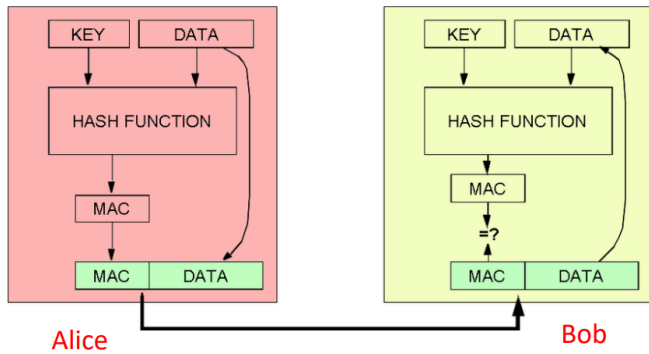 KEY DATA
HASH FUNCTION
MAC
MAC DATA
Alice
KEY DATA
HASH FUNCTION
MAC
=?
MAC DATA
Bob